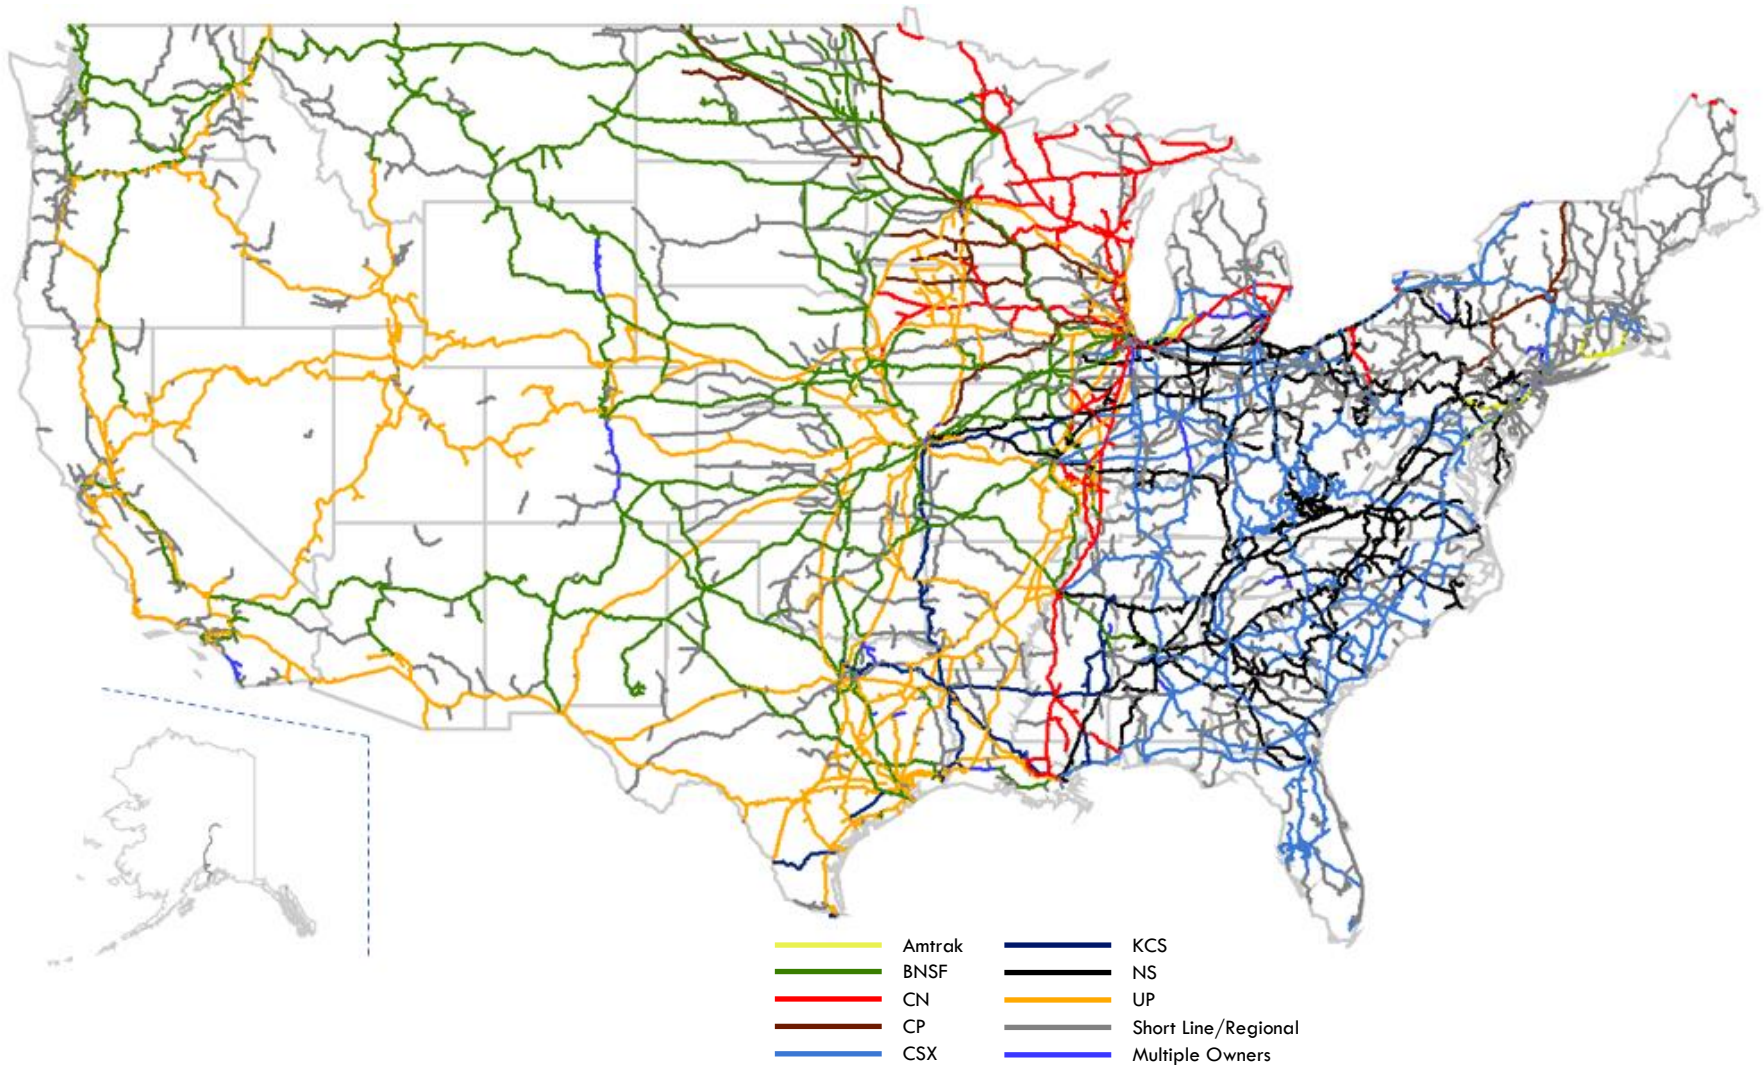 Amtrak
BNSF
CN
CP
CSX
KCS
NS
UP
Short Line/Regional
Multiple Owners